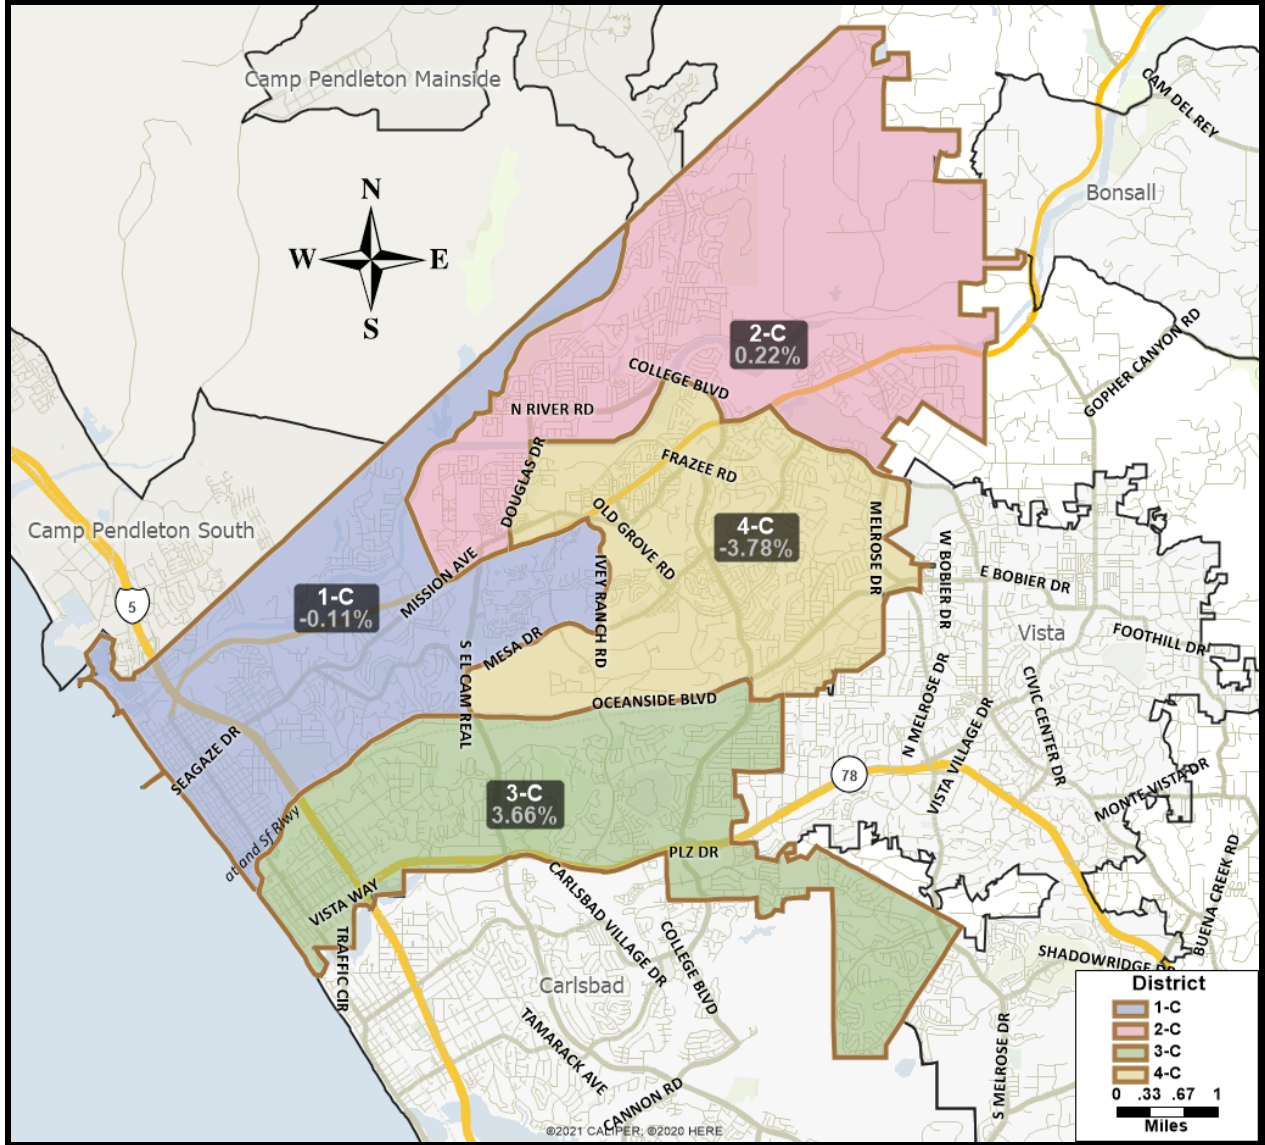 Camp Pendleton Mainside
CAM DEL REY
N
W
E
S
Bonsall
GOPHER CANYON RD
2-C
0.22%
COLLEGE BLVD
N RIVER RD
DOUGLAS DR
FRAZEE RD
OLD GROVE RD
4-C
-3.78%
MELROSE DR
Camp Pendleton South
5
1-C
-0.11%
MISSION AVE
IVEY RANCH RD
MESA DR
S EL CAM REAL
OCEANSIDE BLVD
W BOBIER DR
E BOBIER DR
Vista
FOOTHILL DR
N MELROSE DR
CIVIC CENTER DR
VISTA VILLAGE DR
MONTE VISTA DR
SEAGAZE DR
78
3-C
3.66%
at and Sf Rlwy
PLZ DR
VISTA WAY
TRAFFIC CIR
CARLSBAD VILLAGE DR
COLLEGE BLVD
BUENA CREEK RD
SHADOWRIDGE DR
Carlsbad
TAMARACK AVE
CANNON RD
S MELROSE DR
District
1-C
2-C
3-C
4-C
0 .33 .67 1
Miles
©2021 CALIPER; ©2020 HERE